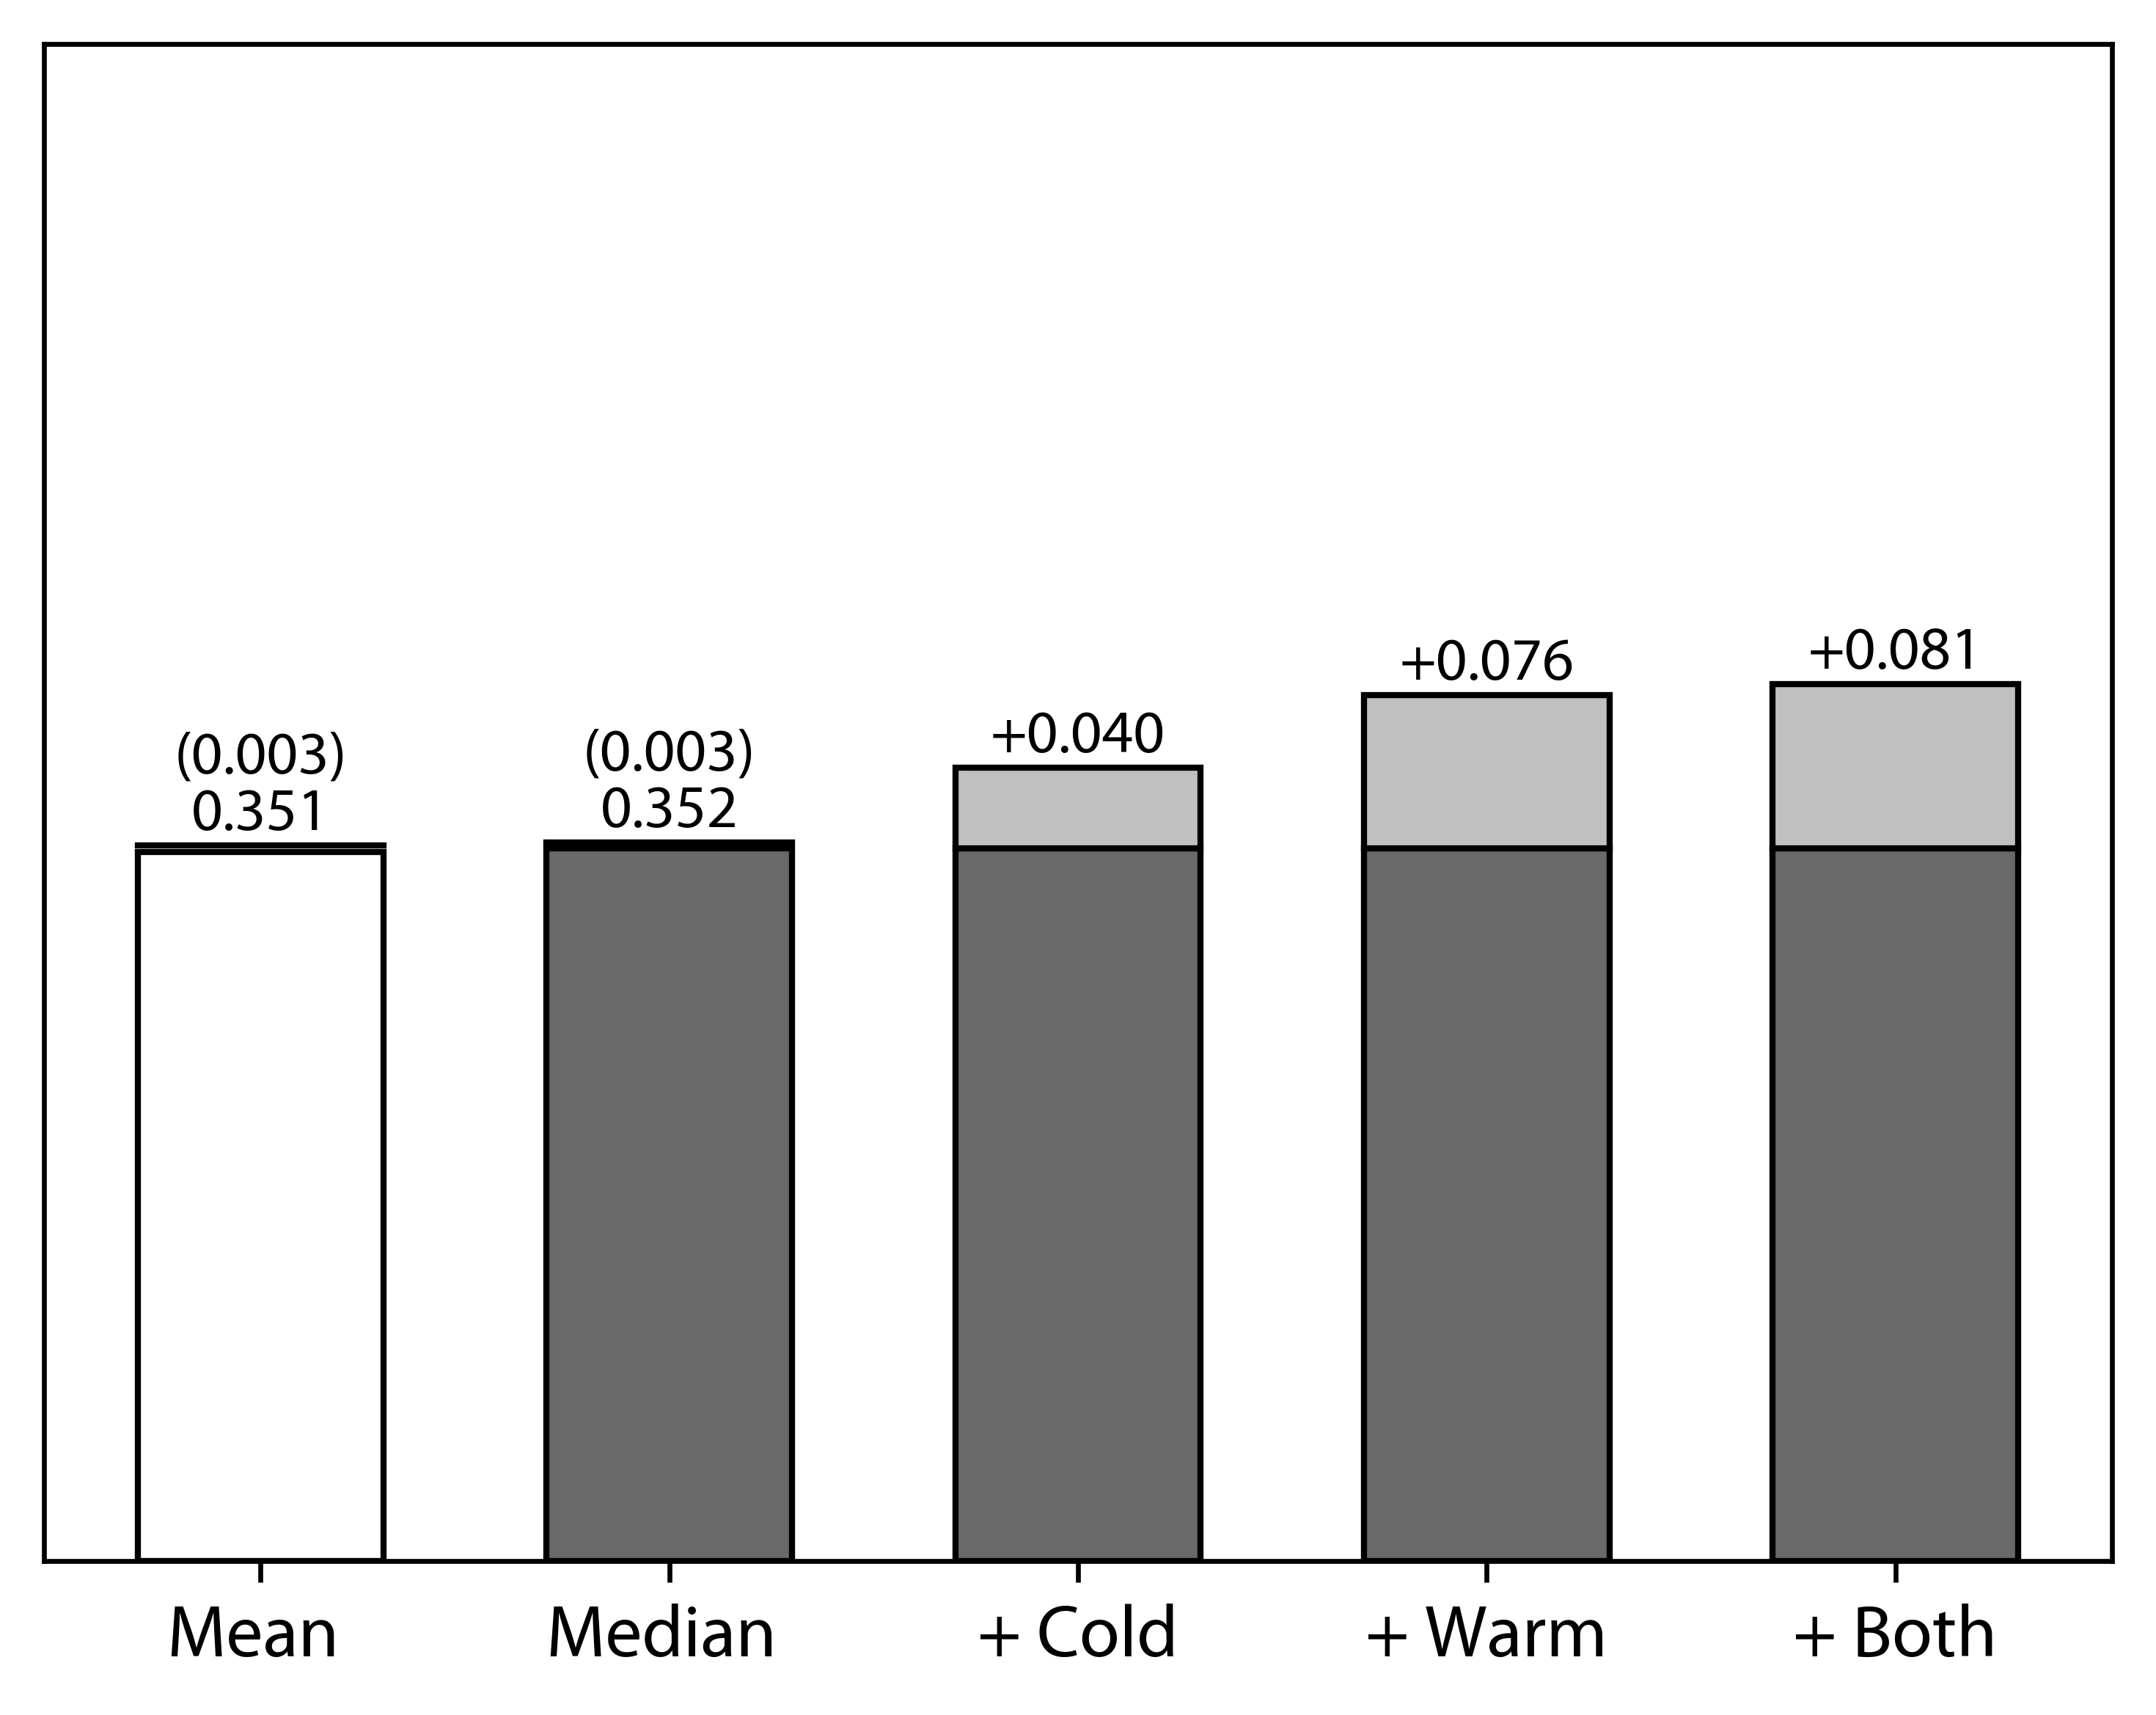 +0.081
+0.076
+0.040
(0.003)
0.351
(0.003)
0.352
Mean
Median
+ Cold
+ Warm
+ Both